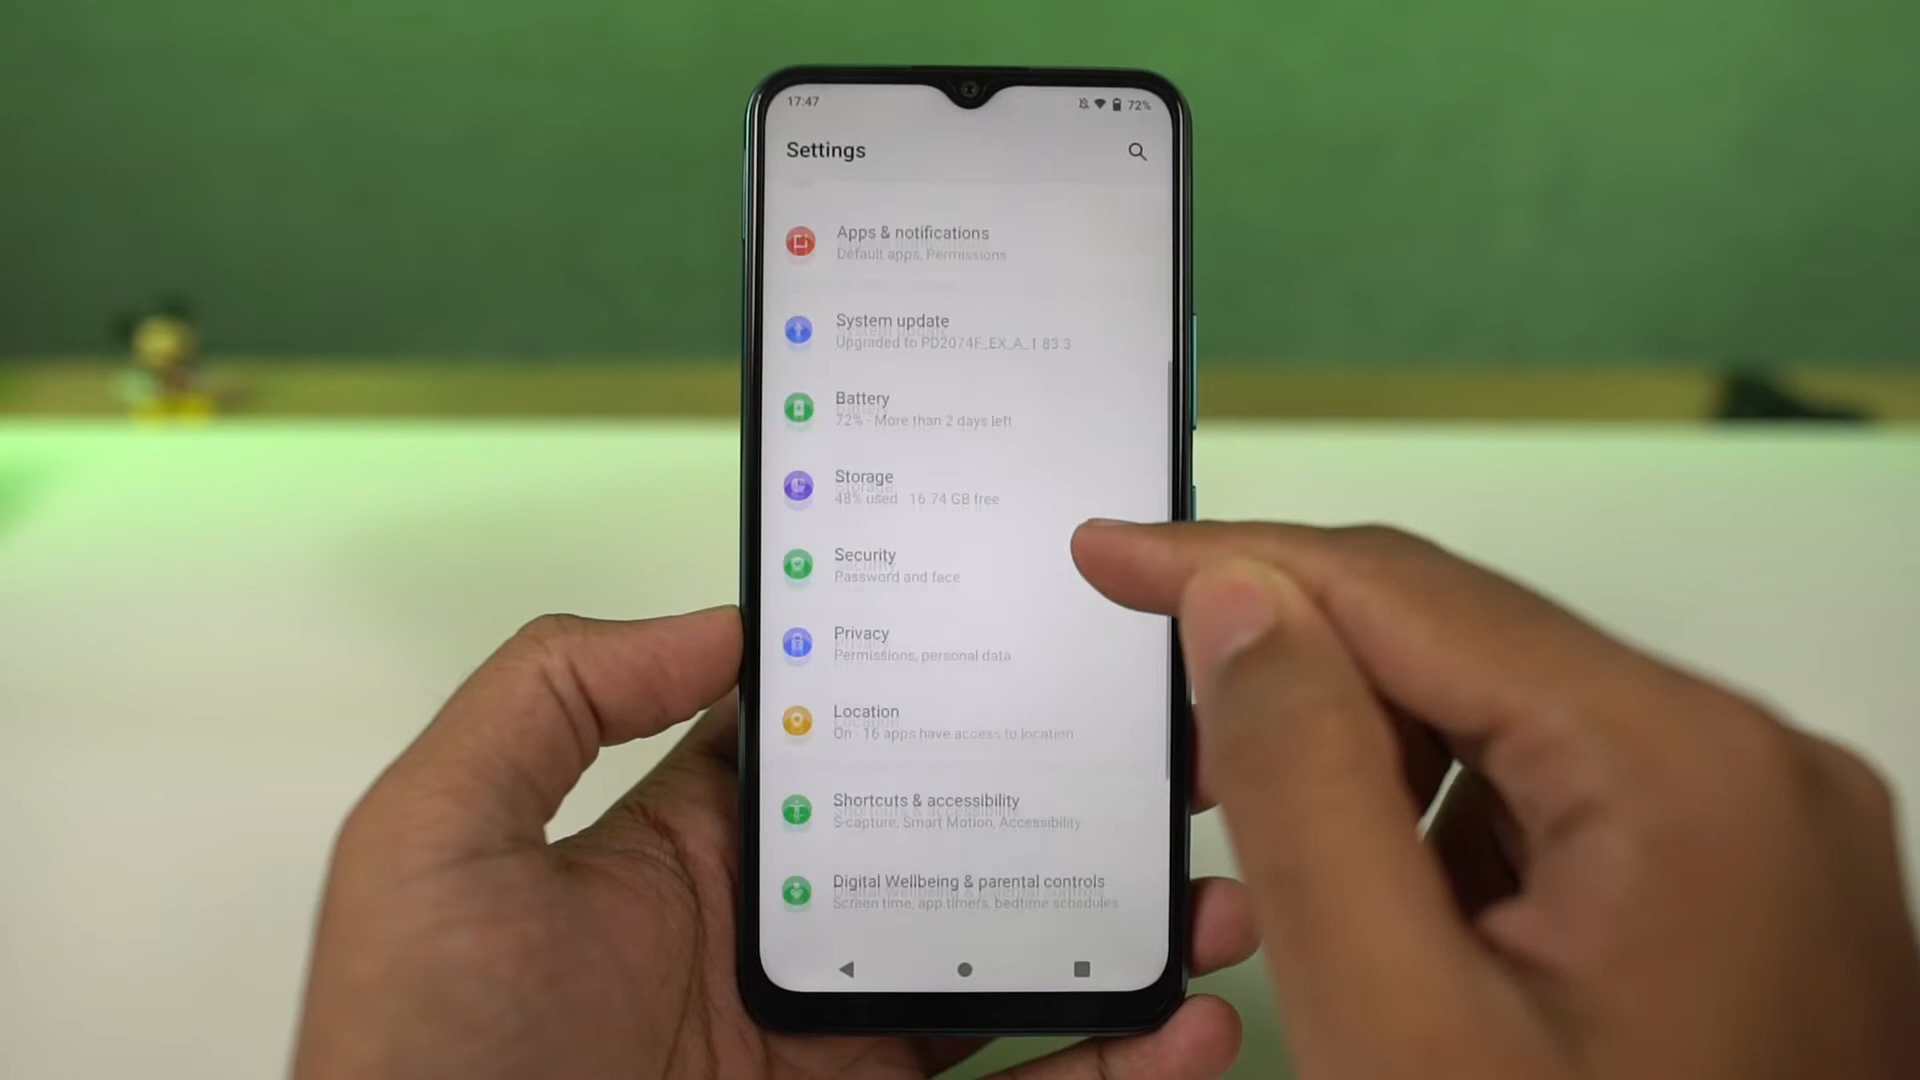 17:47
72%
Settings
Apps & notifications
Default apps, Permissions
System update
Upgraded to PD2074F_EX_A_1 83.3
Battery
72% - More than 2 days left
Storage
48% used   16.74 GB free
Security
Password and face
Privacy
Permissions, personal data
Location
On - 16 apps have access to location
Shortcuts & accessibility
S-capture, Smart Motion, Accessibility
Digital Wellbeing & parental controls
Screen time, app timers, bedtime schedules